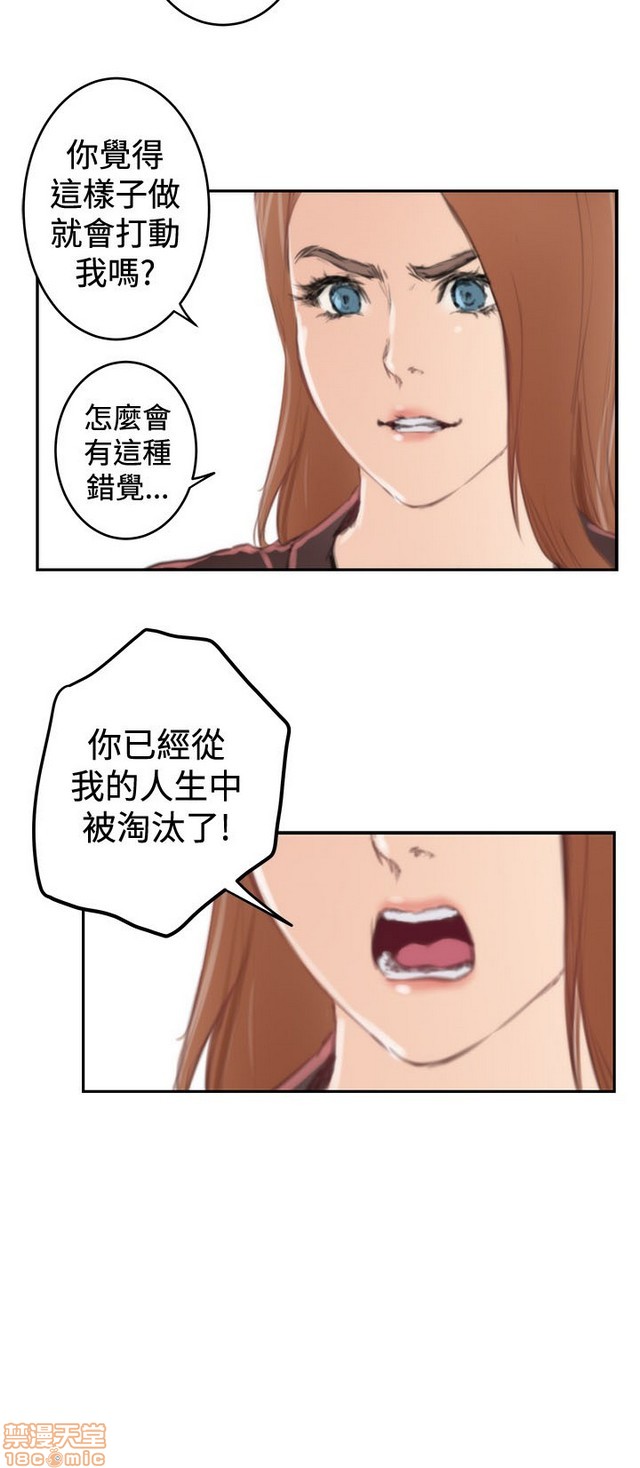 你覺得
這樣子做
就會打動
我嗎?
怎麼會
有這種
錯覺...
你已經從
我的人生中
被淘汰了!
禁漫天堂
18comic